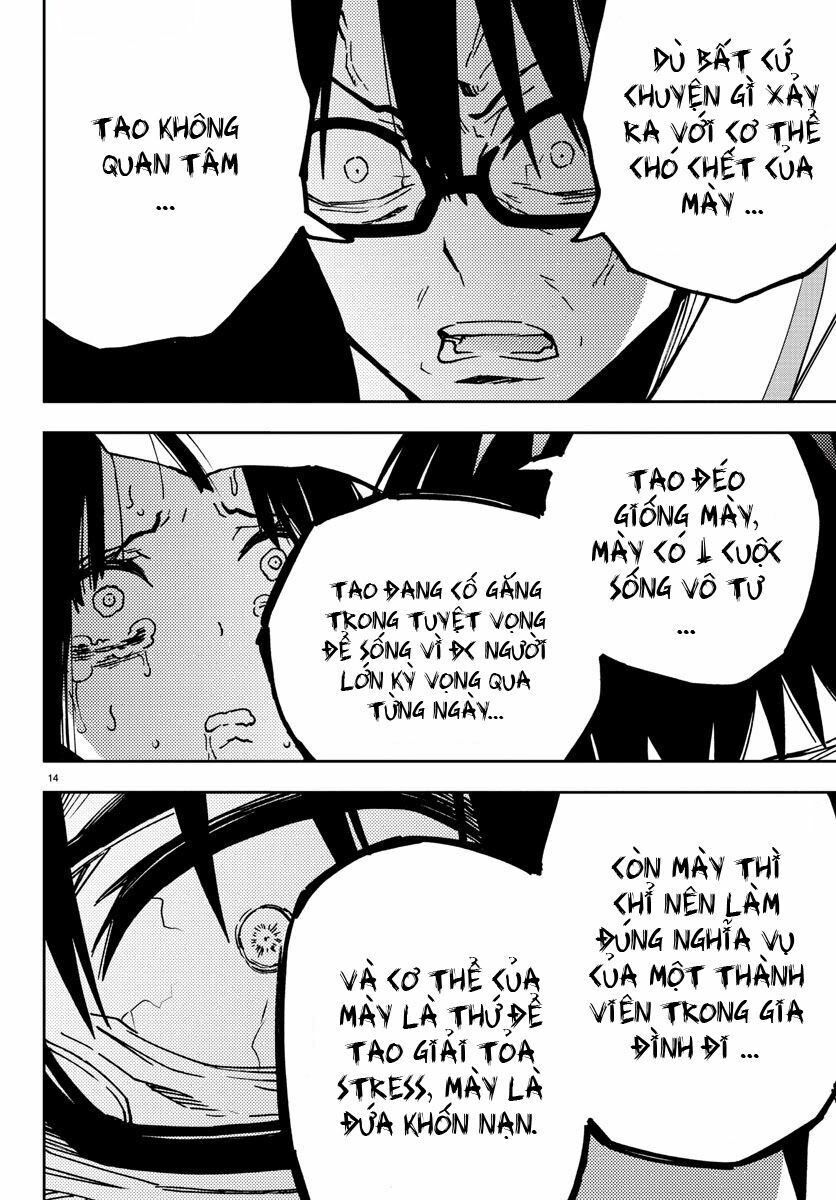 DÙ BẤT CỨ
CHUYỆN GÌ XẢY
RA VỚI CƠ THỂ
CHÓ CHẾT CỦA
MÀY ...
TAO KHÔNG
QUAN TÂM
...
TAO ĐÉO
GIỐNG MÀY,
MÀY CÓ 1 CUỘC
SỐNG VÔ TƯ
...
TAO ĐANG CỐ GẮNG
TRONG TUYỆT VỌNG
ĐỂ SỐNG VÌ ĐC NGƯỜI
LỚN KỲ VỌNG QUA
TỪNG NGÀY...
14
CÒN MÀY THÌ
CHỈ NÊN LÀM
ĐÚNG NGHĨA VỤ
CỦA MỘT THÀNH
VIÊN TRONG GIA
ĐÌNH ĐI ...
VÀ CƠ THỂ CỦA
MÀY LÀ THỨ ĐỂ
TAO GIẢI TỎA
STRESS, MÀY LÀ
ĐỨA KHỐN NẠN.